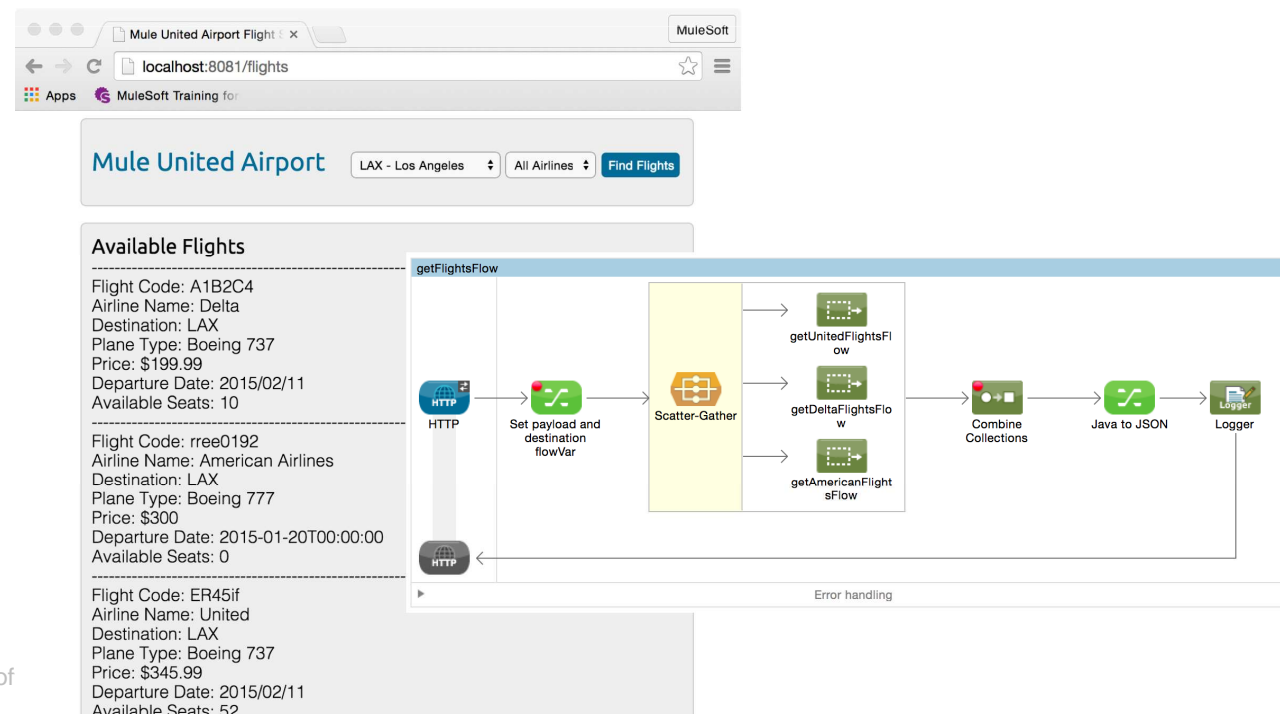 Mule United Airport Flight
MuleSoft
localhost:8081/flights
Apps
MuleSoft Training for
Mule United Airport
LAX - Los Angeles
All Airlines
Find Flights
Available Flights
------------------------------------------------------
Flight Code: A1B2C4
Airline Name: Delta
Destination: LAX
Plane Type: Boeing 737
Price: $199.99
Departure Date: 2015/02/11
Available Seats: 10
------------------------------------------------------
Flight Code: rree0192
Airline Name: American Airlines
Destination: LAX
Plane Type: Boeing 777
Price: $300
Departure Date: 2015-01-20T00:00:00
Available Seats: 0
------------------------------------------------------
Flight Code: ER45if
Airline Name: United
Destination: LAX
Plane Type: Boeing 737
Price: $345.99
Departure Date: 2015/02/11
Available Seats: 52
of
getFlightsFlow
HTTP
HTTP
Set payload and
destination
flowVar
Scatter-Gather
getUnitedFlightsFl
ow
getDeltaFlightsFlo
w
getAmericanFlight
sFlow
Combine
Collections
Java to JSON
Logger
Logger
HTTP
Error handling